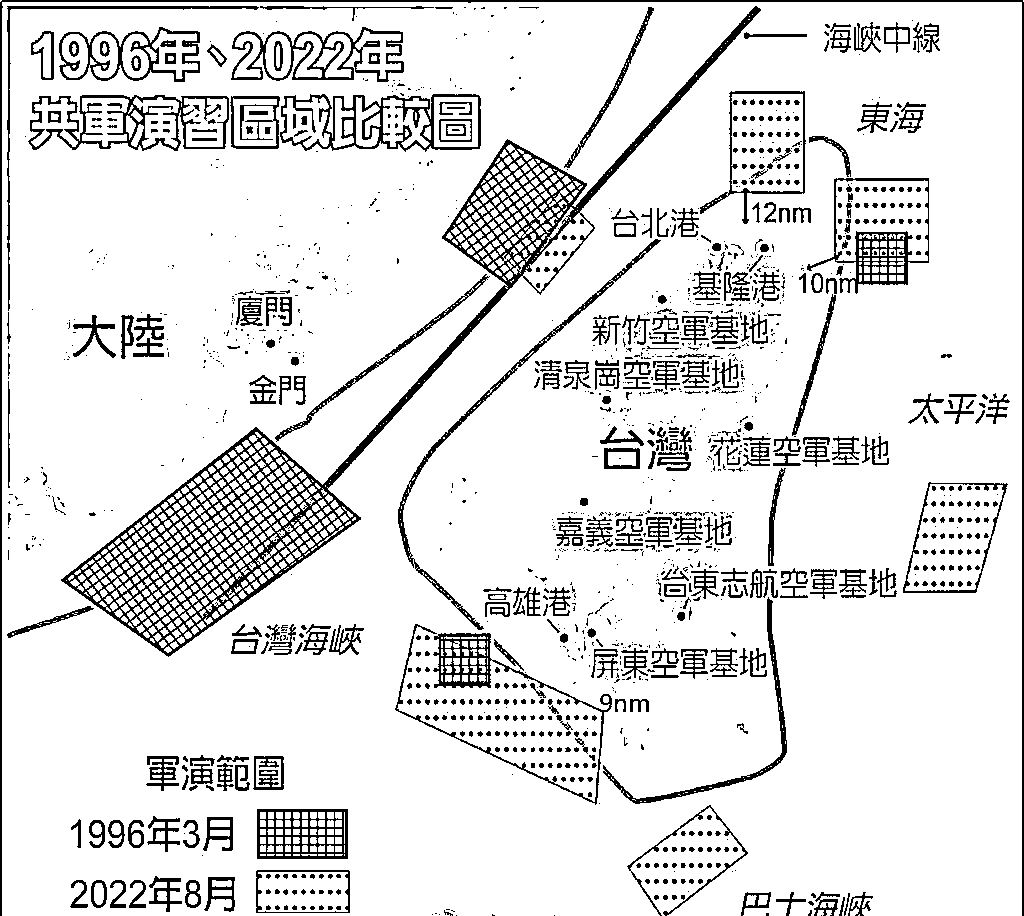 1996年、2022年
共軍演習區域比較圖
海峽中線
東海
12nm
台北港
基隆港
10nm
新竹空軍基地
廈門
大陸
金門
清泉崗空軍基地
太平洋
台灣
花蓮空軍基地
嘉義空軍基地
台東志航空軍基地
高雄港
台灣海峽
屏東空軍基地
9nm
軍演範圍
1996年3月
2022年8月
巴士海峽